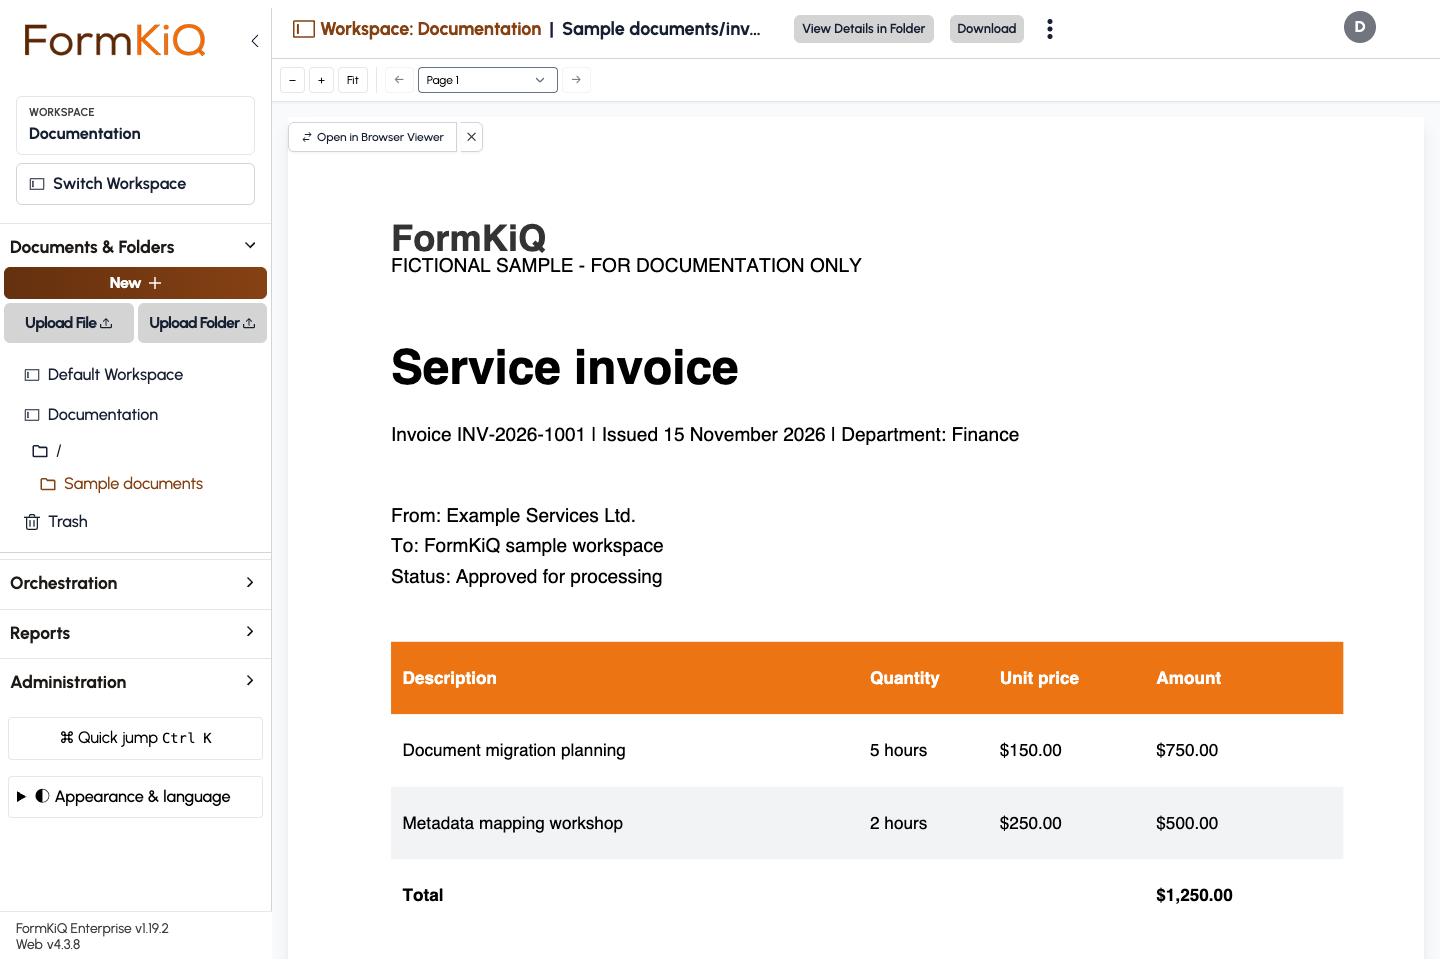 FormKiQ
WORKSPACE
Documentation
Switch Workspace
Documents & Folders
New +
Upload File
Upload Folder
Default Workspace
Documentation
/
Sample documents
Trash
Orchestration
Reports
Administration
⌘ Quick jump Ctrl K
Appearance & language
FormKiQ Enterprise v1.19.2
Web v4.3.8
Workspace: Documentation | Sample documents/inv...
View Details in Folder
Download
D
− + Fit ← Page 1 →
Open in Browser Viewer ×
FormKiQ
FICTIONAL SAMPLE - FOR DOCUMENTATION ONLY
Service invoice
Invoice INV-2026-1001 | Issued 15 November 2026 | Department: Finance
From: Example Services Ltd.
To: FormKiQ sample workspace
Status: Approved for processing
Description Quantity Unit price Amount
Document migration planning 5 hours $150.00 $750.00
Metadata mapping workshop 2 hours $250.00 $500.00
Total $1,250.00